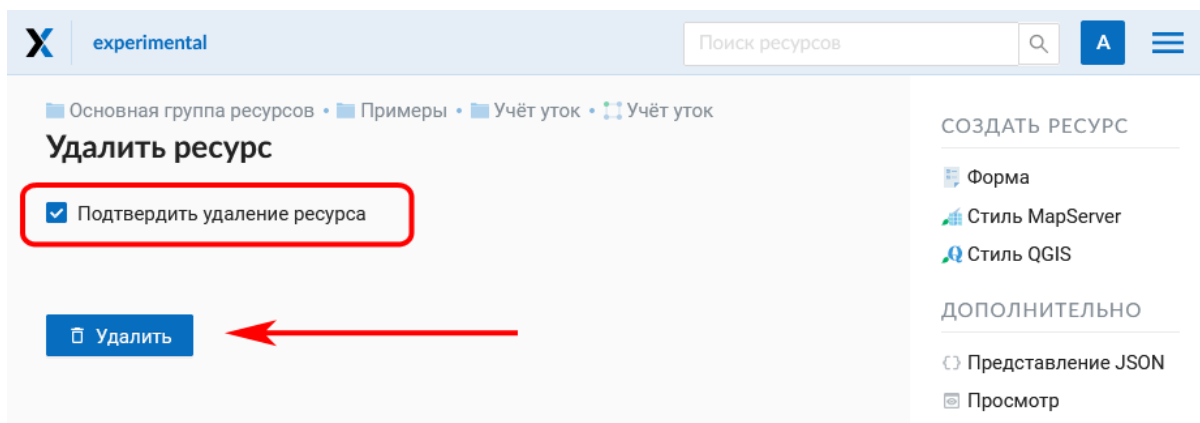 experimental
Поиск ресурсов
A
Основная группа ресурсов • Примеры • Учёт уток • Учёт уток
Удалить ресурс
Подтвердить удаление ресурса
Удалить
СОЗДАТЬ РЕСУРС
Форма
Стиль MapServer
Стиль QGIS
ДОПОЛНИТЕЛЬНО
Представление JSON
Просмотр